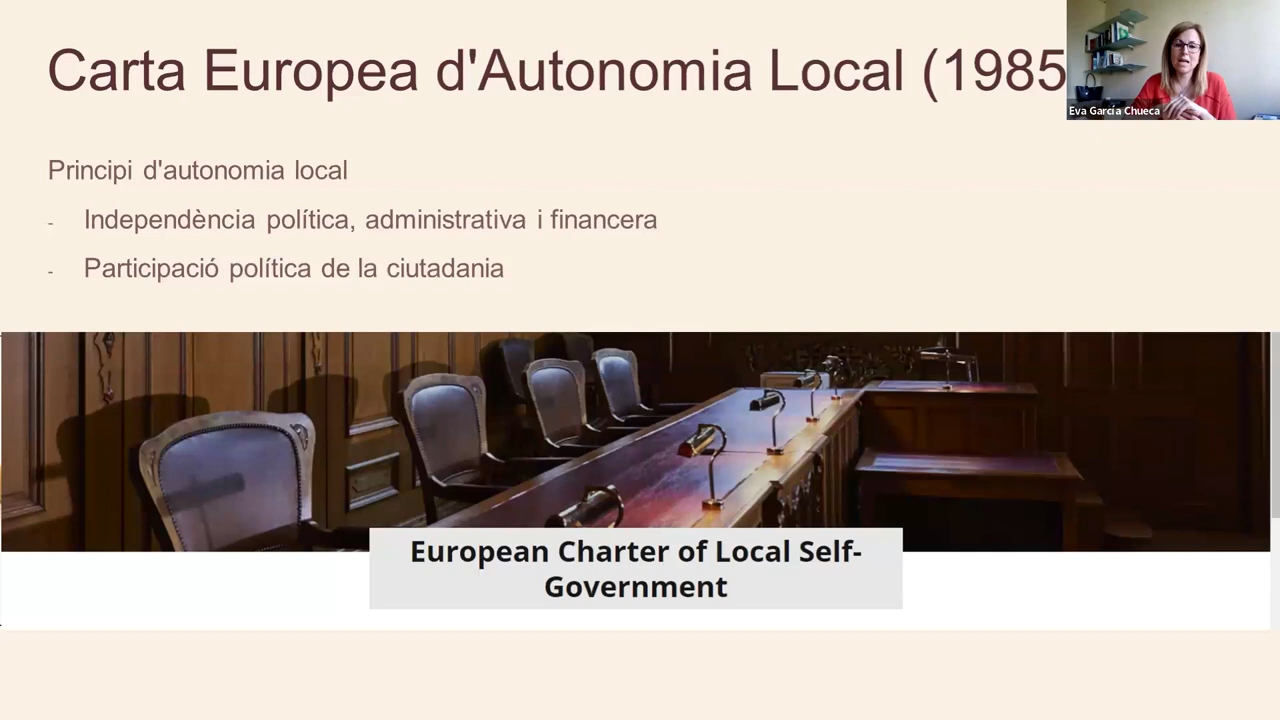 Carta Europea d'Autonomia Local (1985
Eva García Chueca
Principi d'autonomia local
- Independència política, administrativa i financera
- Participació política de la ciutadania
European Charter of Local Self-
Government